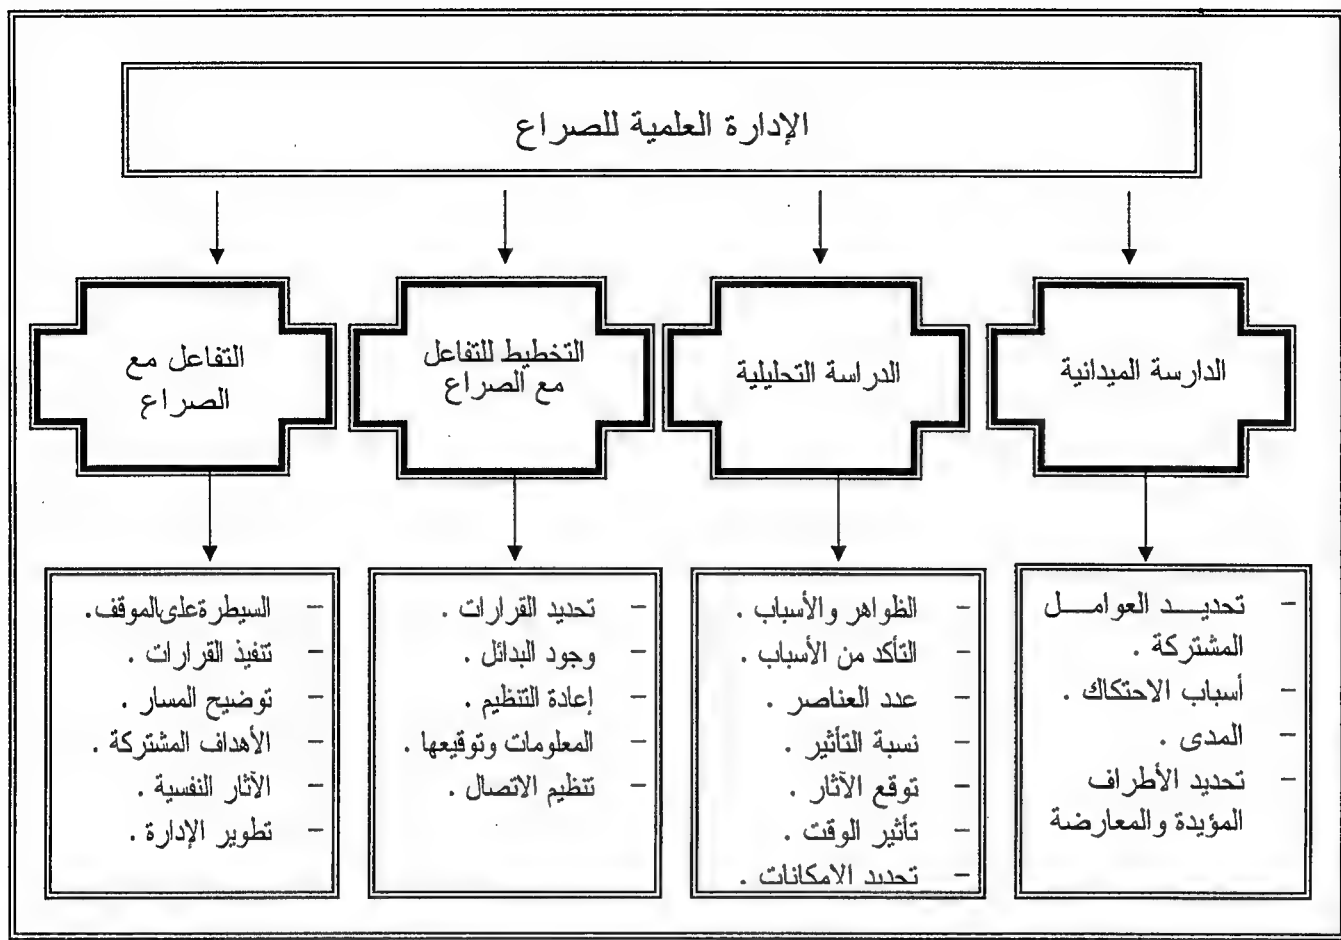 الإدارة العلمية للصراع
الدارسة الميدانية
الدراسة التحليلية
التخطيط للتفاعل
مع الصراع
التفاعل مع
الصراع
- تحديد العوامل
المشتركة .
- أسباب الاحتكاك .
- المدى .
- تحديد الأطراف
المؤيدة والمعارضة
- الظواهر والأسباب .
- التأكد من الأسباب .
- عدد العناصر .
- نسبة التأثير .
- توقع الآثار .
- تأثير الوقت .
- تحديد الامكانات .
- تحديد القرارات .
- وجود البدائل .
- إعادة التنظيم .
- المعلومات وتوقيعها .
- تنظيم الاتصال .
- السيطرة على الموقف.
- تنفيذ القرارات .
- توضيح المسار .
- الأهداف المشتركة .
- الآثار النفسية .
- تطوير الإدارة .